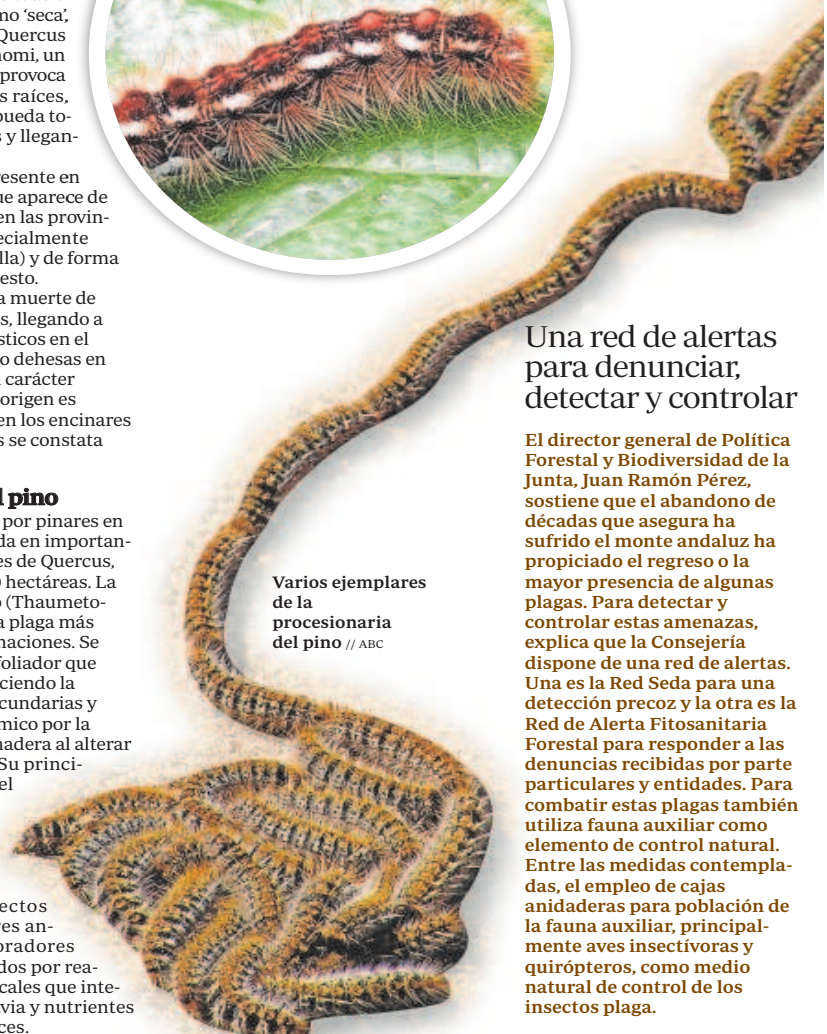 mo ‘seca’,
Quercus
nomi, un
provoca
s raíces,
pueda to-
s y llegan-
resente en
ue aparece de
en las provin-
ecialmente
lla) y de forma
esto.
a muerte de
s, llegando a
sticos en el
o dehesas en
carácter
origen es
en los encinares
s se constata
l pino
por pinares en
da en importan-
es de Quercus,
hectáreas. La
(Thaumeto-
a plaga más
maciones. Se
foliador que
ciendo la
cundarias y
mico por la
nadera al alterar
Su princi-
el
ectos
res an-
oradores
dos por rea-
cales que inte-
via y nutrientes
ces.
Varios ejemplares
de la
procesionaria
del pino // ABC
Una red de alertas
para denunciar,
detectar y controlar
El director general de Política
Forestal y Biodiversidad de la
Junta, Juan Ramón Pérez,
sostiene que el abandono de
décadas que asegura ha
sufrido el monte andaluz ha
propiciado el regreso o la
mayor presencia de algunas
plagas. Para detectar y
controlar estas amenazas,
explica que la Consejería
dispone de una red de alertas.
Una es la Red Seda para una
detección precoz y la otra es la
Red de Alerta Fitosanitaria
Forestal para responder a las
denuncias recibidas por parte
particulares y entidades. Para
combatir estas plagas también
utiliza fauna auxiliar como
elemento de control natural.
Entre las medidas contempla-
das, el empleo de cajas
anidaderas para población de
la fauna auxiliar, principal-
mente aves insectívoras y
quirópteros, como medio
natural de control de los
insectos plaga.